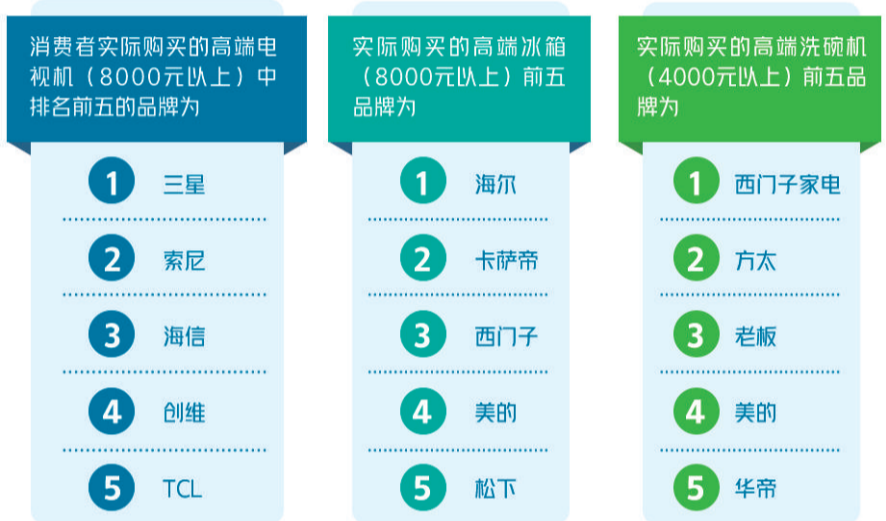 消费者实际购买的高端电
视机（8000元以上）中
排名前五的品牌为
1 三星
2 索尼
3 海信
4 创维
5 TCL
实际购买的高端冰箱
（8000元以上）前五
品牌为
1 海尔
2 卡萨帝
3 西门子
4 美的
5 松下
实际购买的高端洗碗机
（4000元以上）前五品
牌为
1 西门子家电
2 方太
3 老板
4 美的
5 华帝